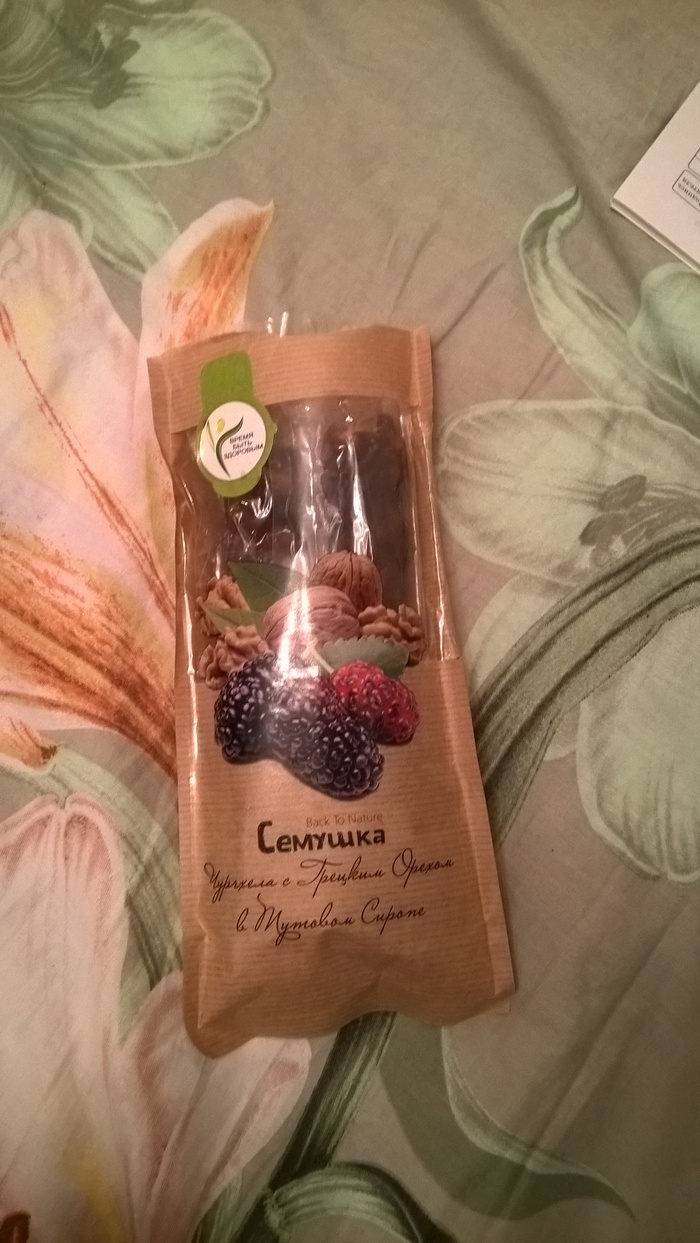 ВРЕМЯ
БЫТЬ
ЗДОРОВЫМ
Back To Nature
Семушка
Чурчхела с Грецким Орехом
в Тутовом Сиропе